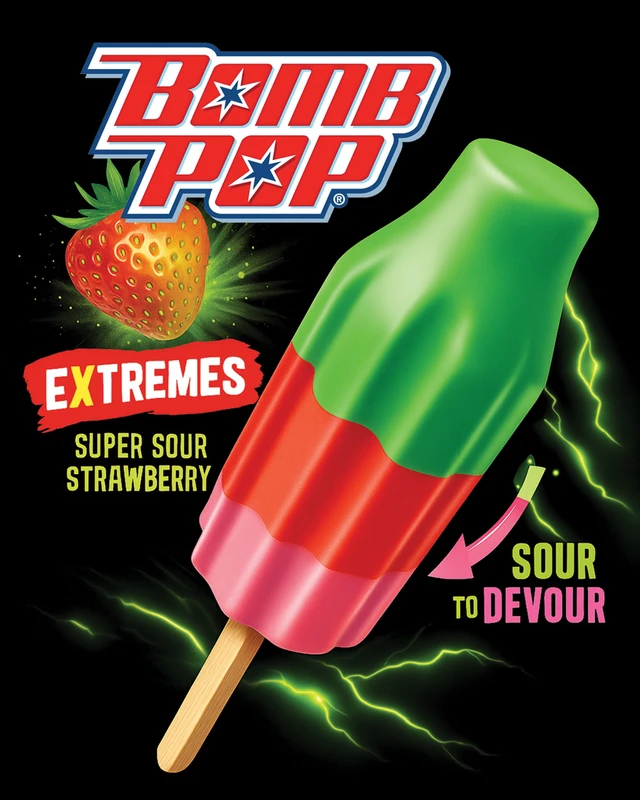 BOMB
POP®
EXTREMES
SUPER SOUR
STRAWBERRY
SOUR
TO DEVOUR